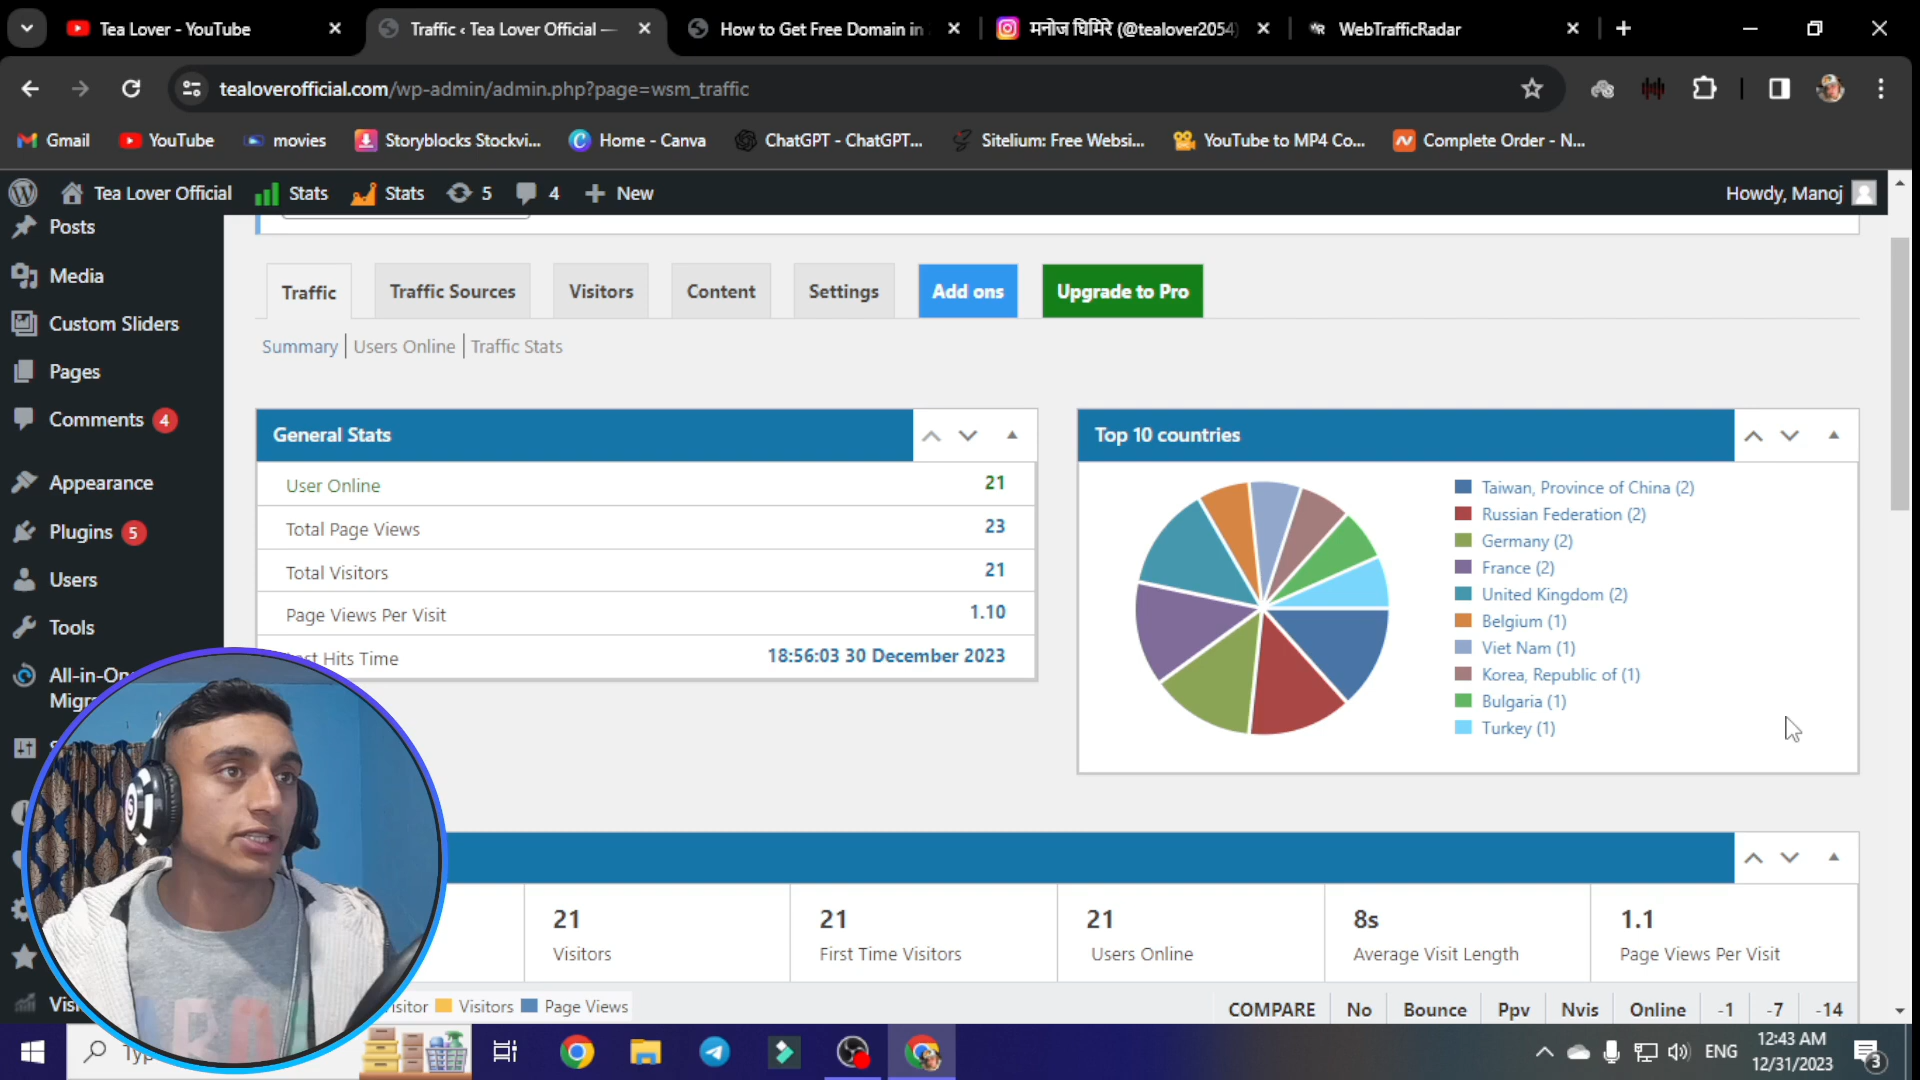 Tea Lover - YouTube
Traffic ‹ Tea Lover Official —
How to Get Free Domain in
मनोज घिमिरे (@tealover2054)
WebTrafficRadar
tealoverofficial.com/wp-admin/admin.php?page=wsm_traffic
Gmail
YouTube
movies
Storyblocks Stockvi...
Home - Canva
ChatGPT - ChatGPT...
Sitelium: Free Websi...
YouTube to MP4 Co...
Complete Order - N...
Tea Lover Official
Stats
Stats
5
4
New
Howdy, Manoj
Posts
Media
Custom Sliders
Pages
Comments 4
Appearance
Plugins 5
Users
Tools
Traffic
Traffic Sources
Visitors
Content
Settings
Add ons
Upgrade to Pro
Summary | Users Online | Traffic Stats
General Stats
User Online 21
Total Page Views 23
Total Visitors 21
Page Views Per Visit 1.10
Hits Time 18:56:03 30 December 2023
Top 10 countries
Taiwan, Province of China (2)
Russian Federation (2)
Germany (2)
France (2)
United Kingdom (2)
Belgium (1)
Viet Nam (1)
Korea, Republic of (1)
Bulgaria (1)
Turkey (1)
21
Visitors
21
First Time Visitors
21
Users Online
8s
Average Visit Length
1.1
Page Views Per Visit
Visitors
Page Views
COMPARE
No
Bounce
Ppv
Nvis
Online
-1
-7
-14
ENG
12:43 AM
12/31/2023
3